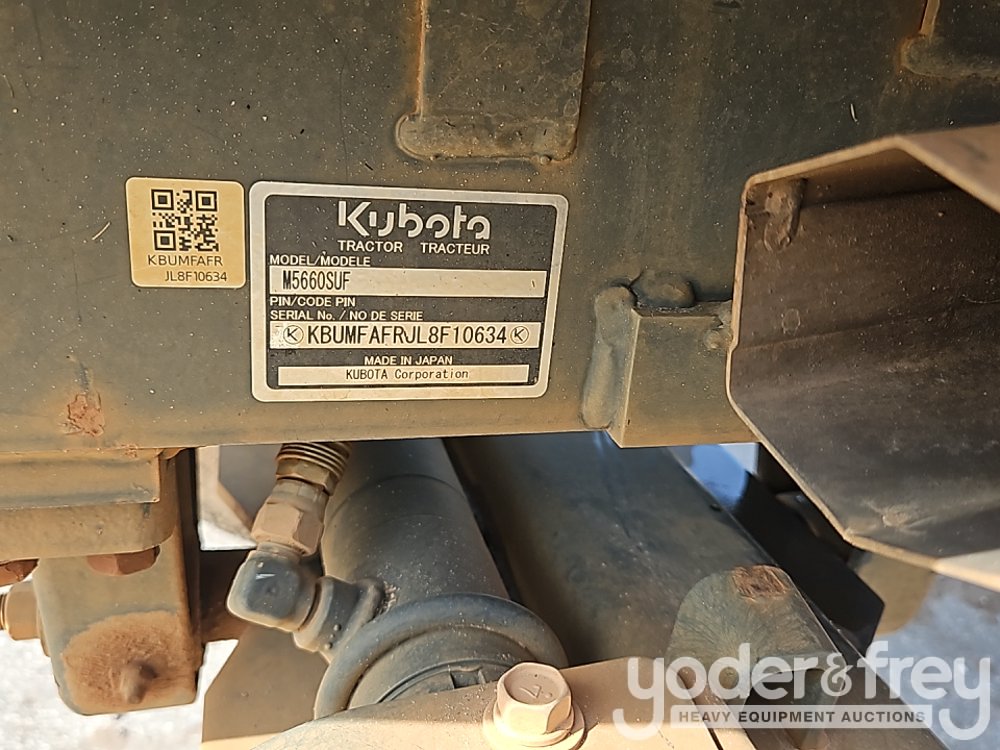 KBUMFAFR
JL8F10634
Kubota
TRACTOR TRACTEUR
MODEL/MODELE
M5660SUF
PIN/CODE PIN
SERIAL No. / NO DE SERIE
K KBUMFAFRJL8F10634 K
MADE IN JAPAN
KUBOTA Corporation
yoder&frey
HEAVY EQUIPMENT AUCTIONS